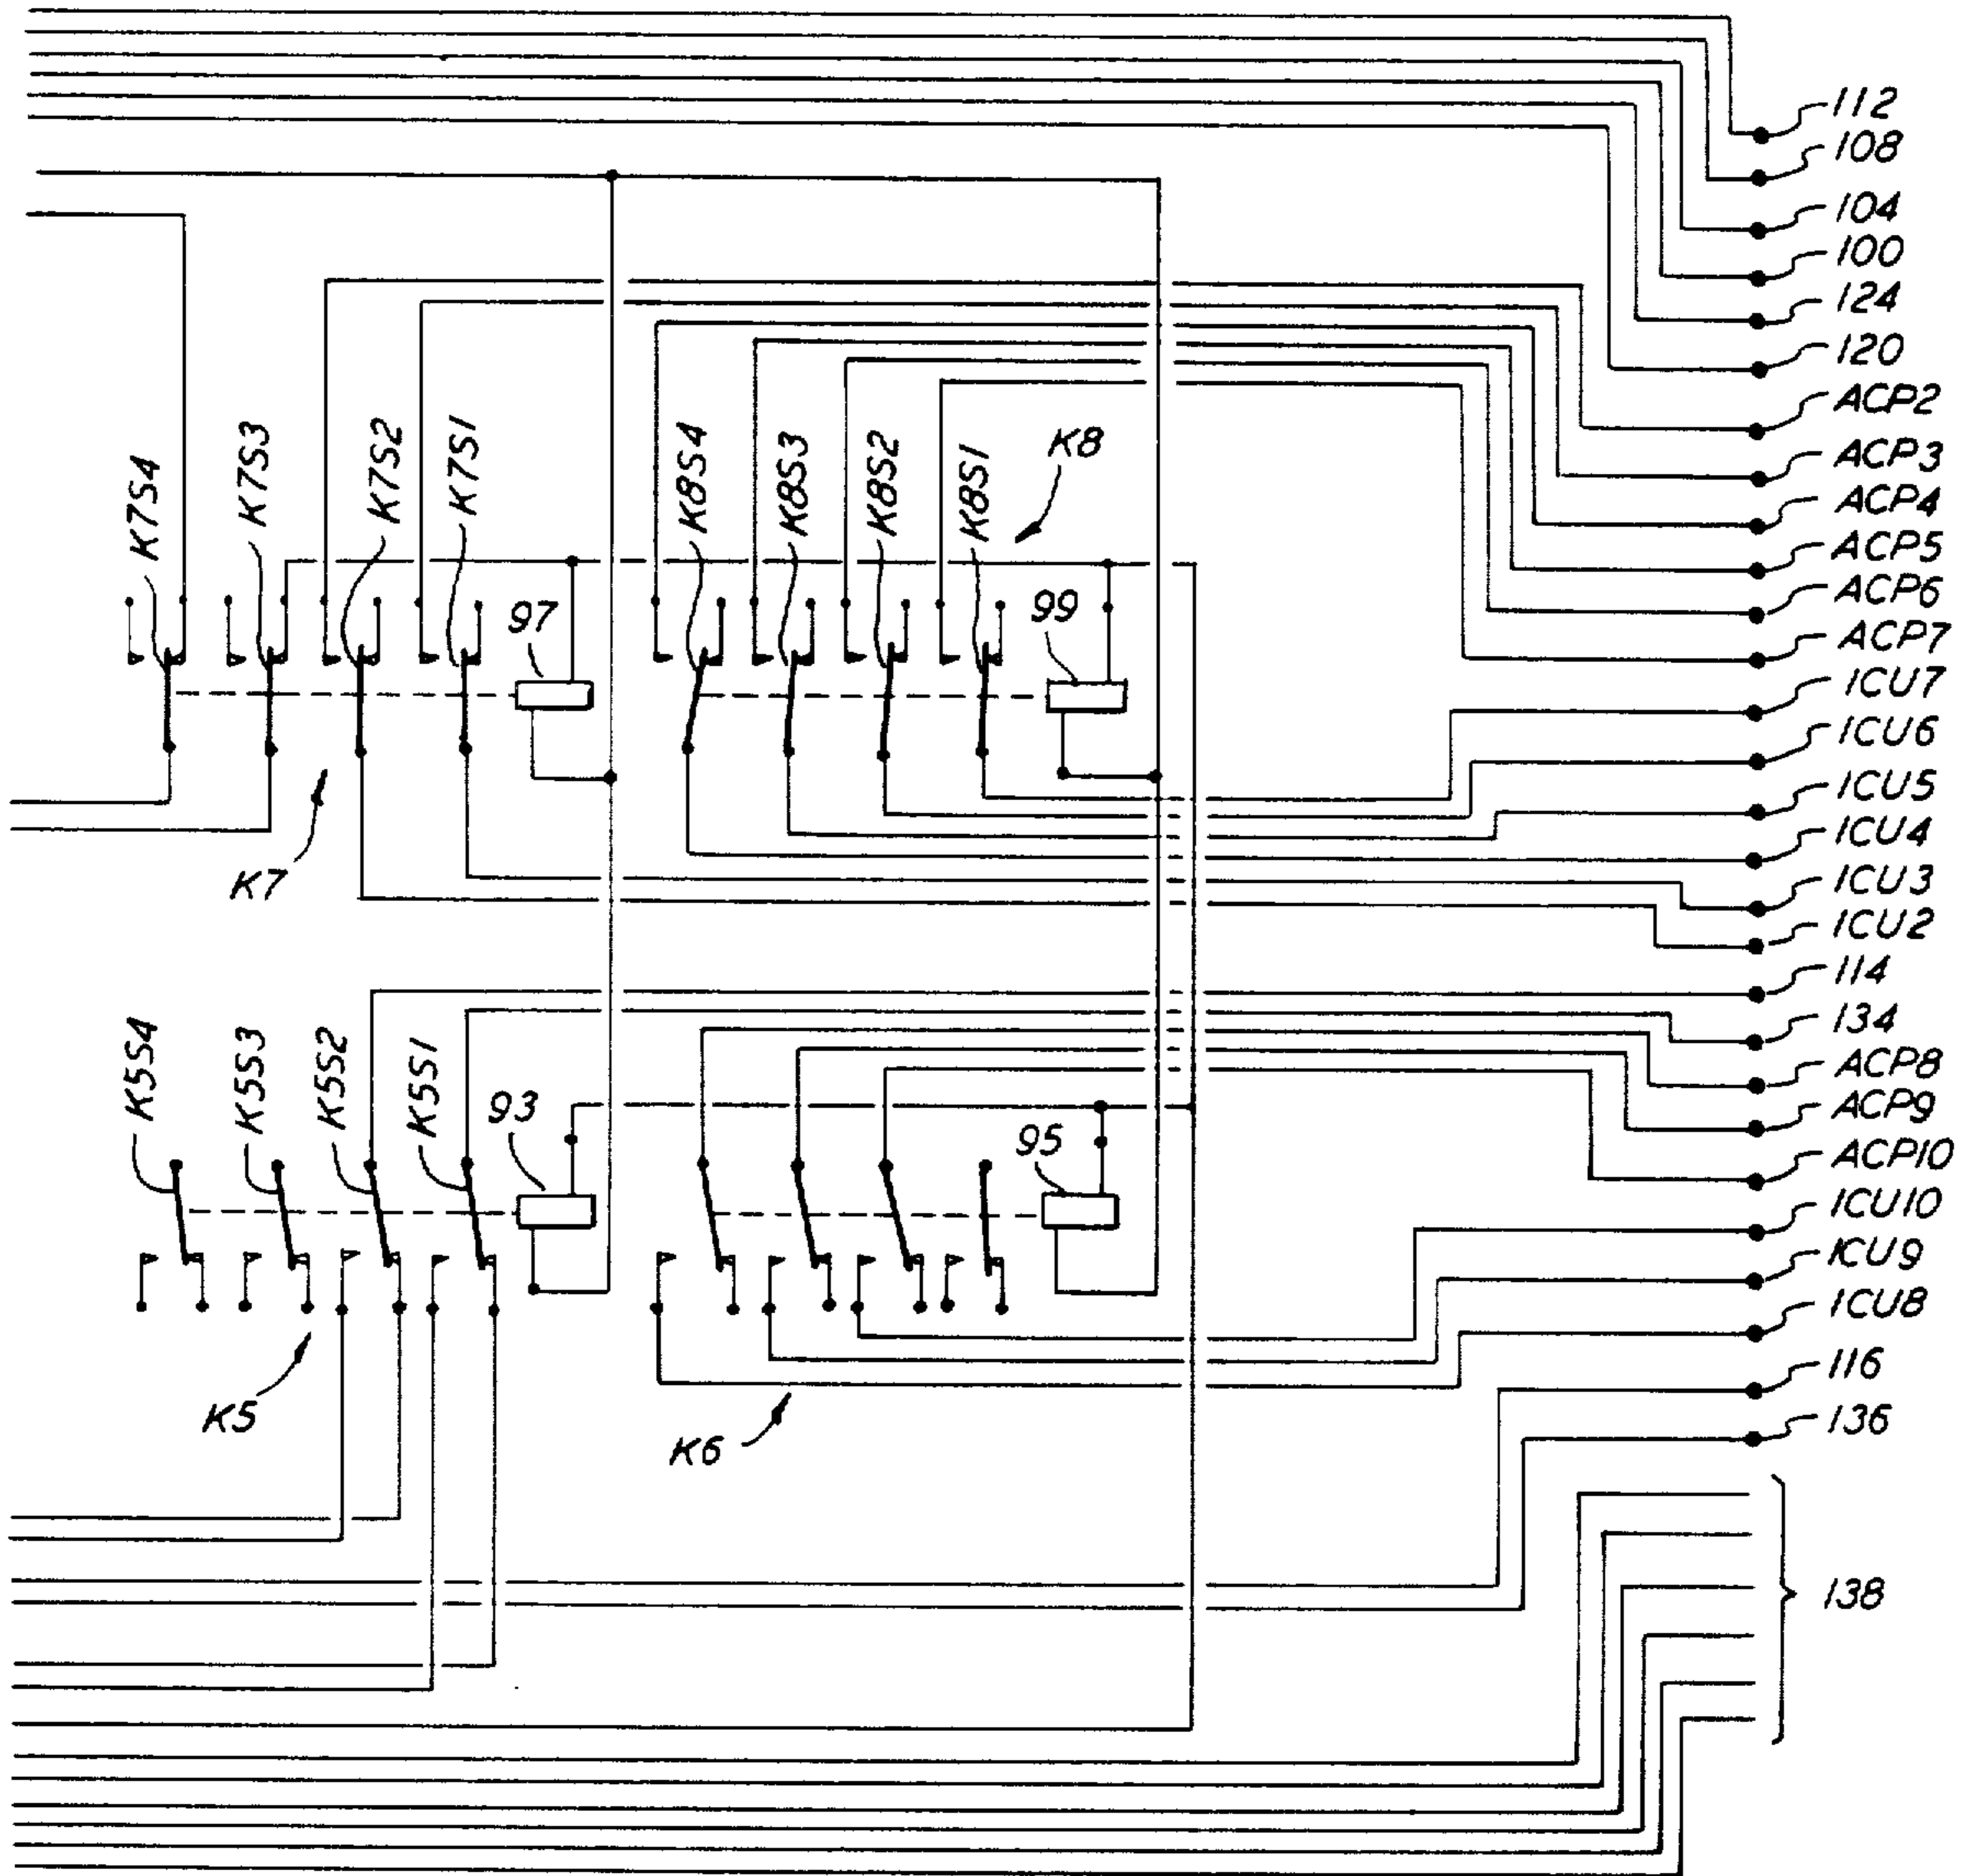 112
108
104
100
124
120
ACP2
ACP3
ACP4
ACP5
ACP6
ACP7
ICU7
ICU6
ICU5
ICU4
ICU3
ICU2
114
134
ACP8
ACP9
ACP10
ICU10
ICU9
ICU8
116
136
138
K7S4
K7S3
K7S2
K7S1
97
K7
K8S4
K8S3
K8S2
K8S1
K8
99
K5S4
K5S3
K5S2
K5S1
93
K5
95
K6